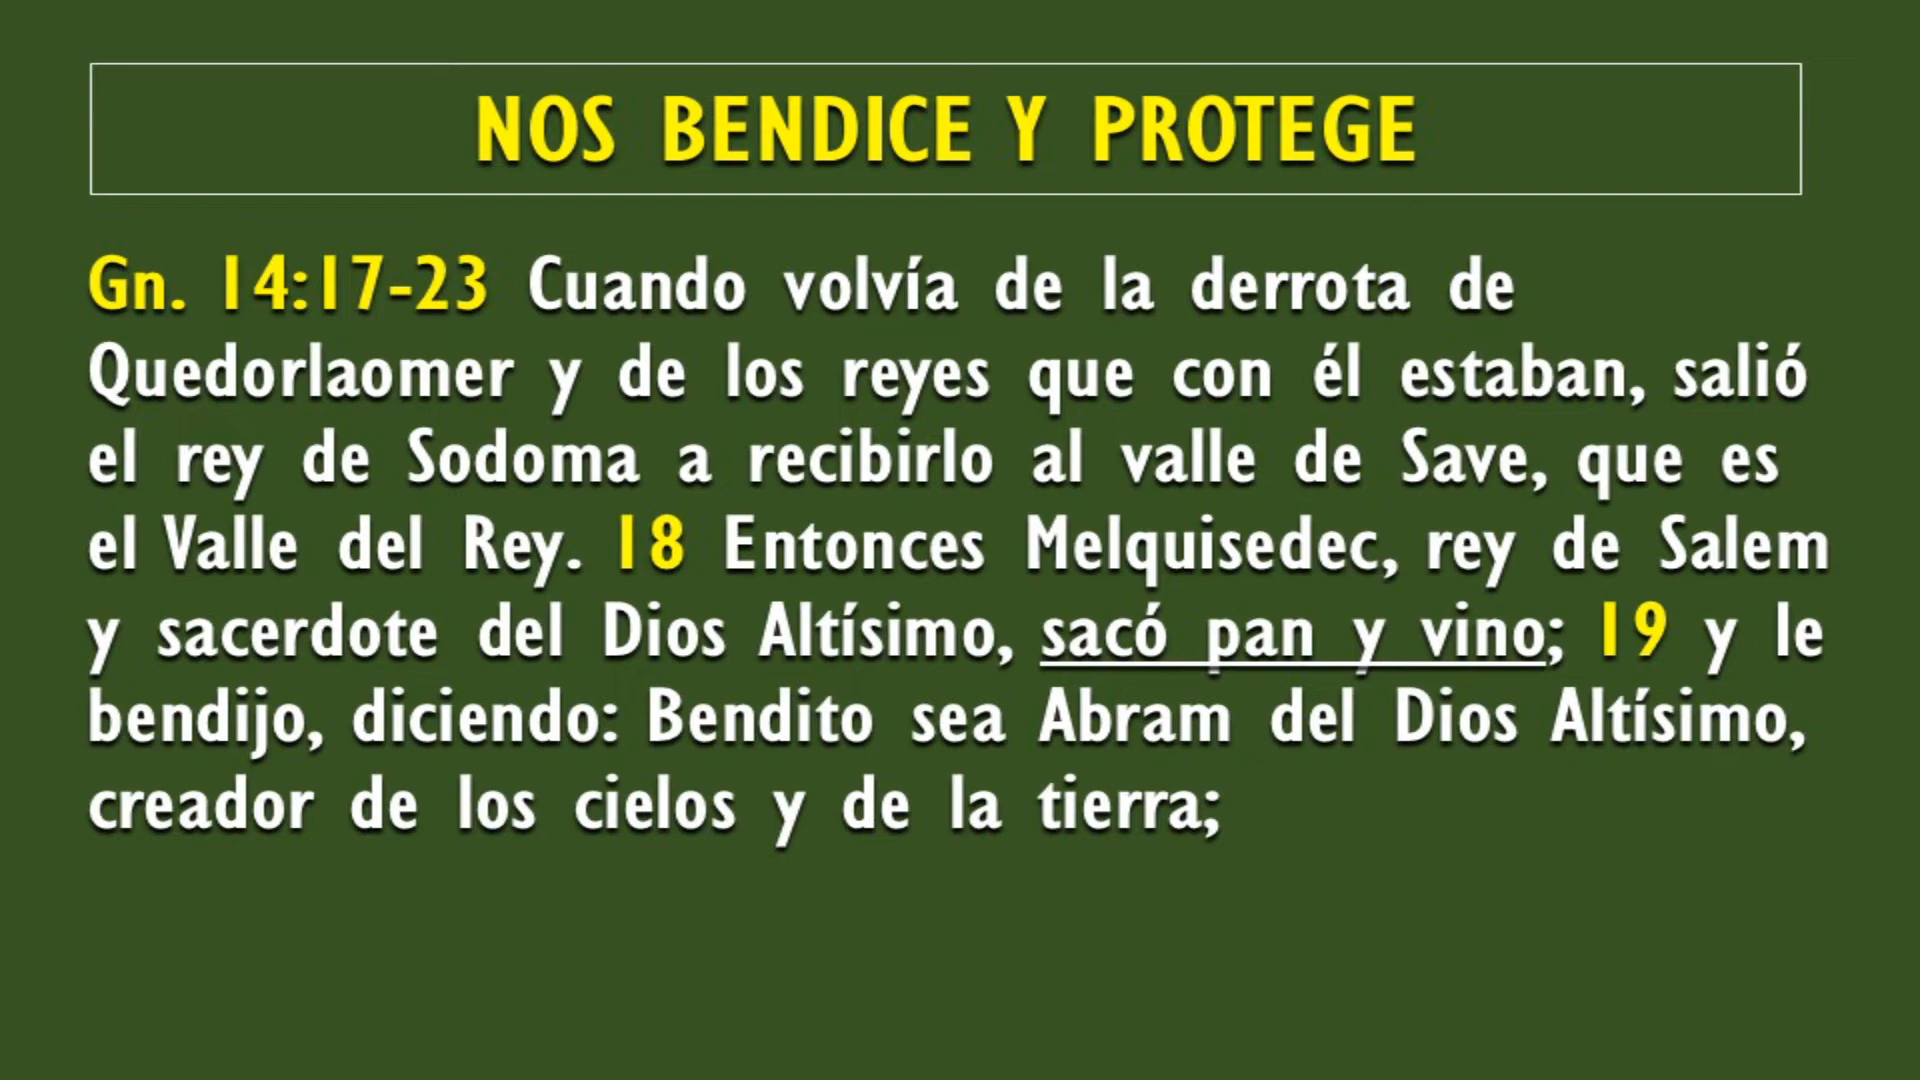 NOS BENDICE Y PROTEGE
Gn. 14:17-23 Cuando volvía de la derrota de
Quedorlaomer y de los reyes que con él estaban, salió
el rey de Sodoma a recibirlo al valle de Save, que es
el Valle del Rey. 18 Entonces Melquisedec, rey de Salem
y sacerdote del Dios Altísimo, sacó pan y vino; 19 y le
bendijo, diciendo: Bendito sea Abram del Dios Altísimo,
creador de los cielos y de la tierra;